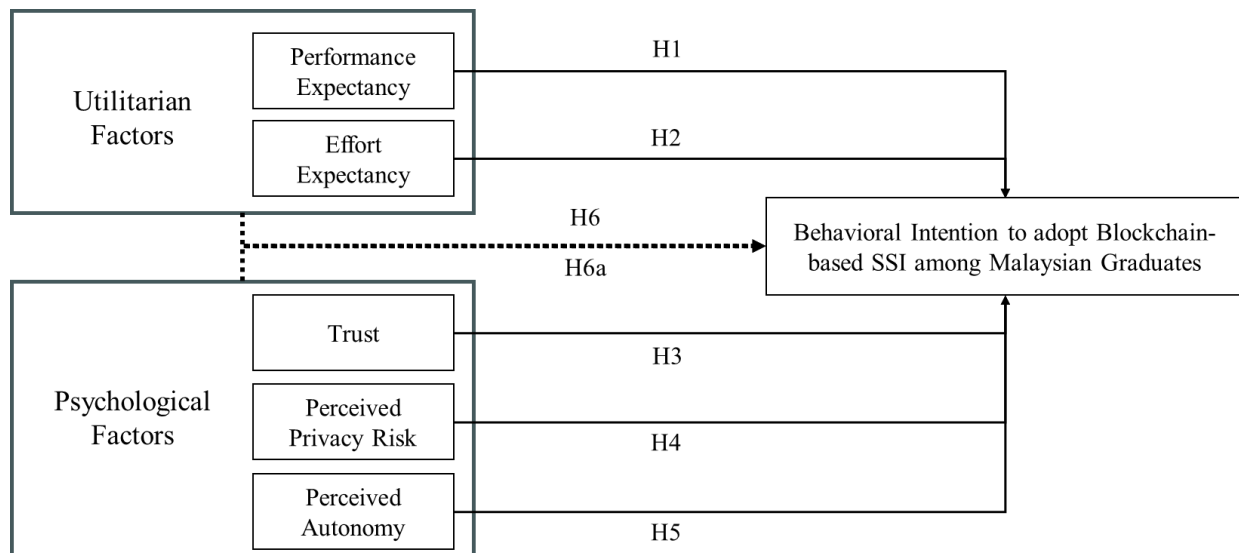 Utilitarian
Factors
Performance
Expectancy
Effort
Expectancy
H1
H2
H6
H6a
Behavioral Intention to adopt Blockchain-
based SSI among Malaysian Graduates
Psychological
Factors
Trust
Perceived
Privacy Risk
Perceived
Autonomy
H3
H4
H5